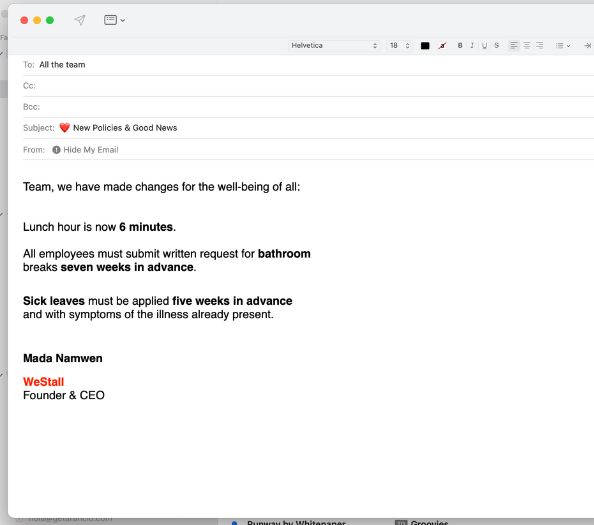 Helvetica 18 B I U S
To: All the team
Cc:
Bcc:
Subject: ❤️ New Policies & Good News
From: Hide My Email
Team, we have made changes for the well-being of all:
Lunch hour is now 6 minutes.
All employees must submit written request for bathroom
breaks seven weeks in advance.
Sick leaves must be applied five weeks in advance
and with symptoms of the illness already present.
Mada Namwen
WeStall
Founder & CEO
Runway by Whitepaper
Groovies